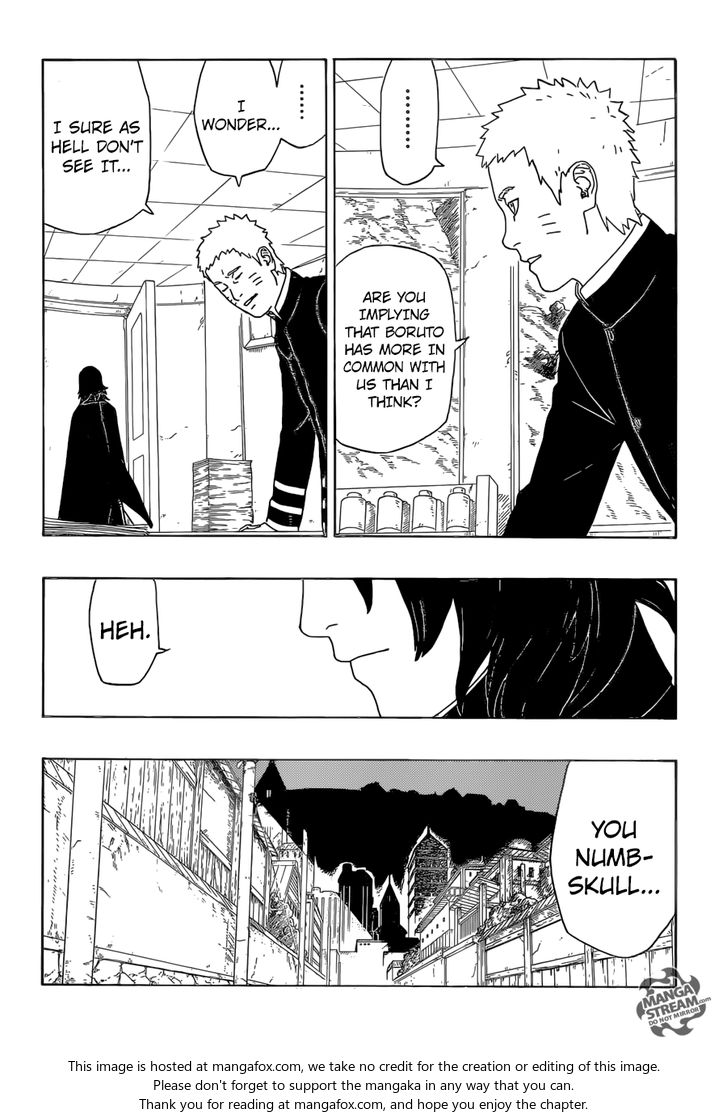 .........
ARE YOU
IMPLYING
THAT BORUTO
HAS MORE IN
COMMON WITH
US THAN I
THINK?
......
I
WONDER...
I SURE AS
HELL DON'T
SEE IT...
HEH.
YOU
NUMB-
SKULL...
MANGA
STREAM.COM
DO NOT MIRROR
This image is hosted at mangafox.com, we take no credit for the creation or editing of this image.
Please don't forget to support the mangaka in any way that you can.
Thank you for reading at mangafox.com, and hope you enjoy the chapter.